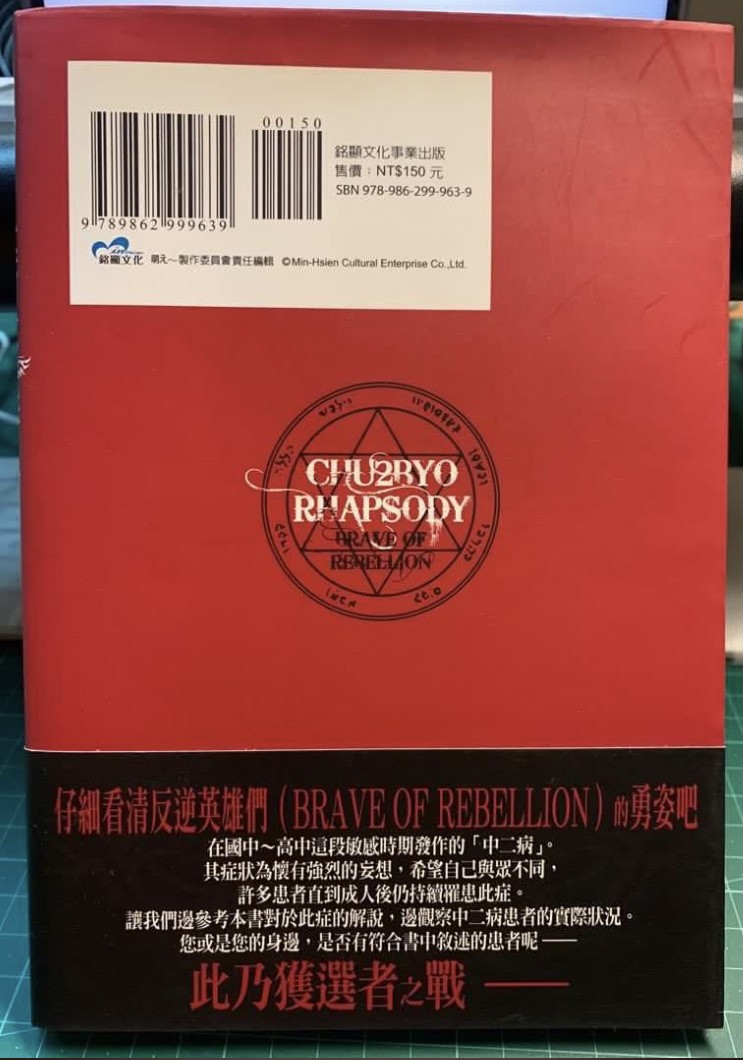 00150
銘顯文化事業出版
售價：NT$150 元
SBN 978-986-299-963-9
9 789862 999639
銘顯文化 萌え～製作委員會責任編輯 ©Min-Hsien Cultural Enterprise Co.,Ltd.
CHU2BYO
RHAPSODY
BRAVE OF
REBELLION
仔細看清反逆英雄們（BRAVE OF REBELLION）的勇姿吧
在國中～高中這段敏感時期發作的「中二病」。
其症狀為懷有強烈的妄想，希望自己與眾不同，
許多患者直到成人後仍持續罹患此症。
讓我們邊參考本書對於此症的解說，邊觀察中二病患者的實際狀況。
您或是您的身邊，是否有符合書中敘述的患者呢——
此乃獲選者之戰——